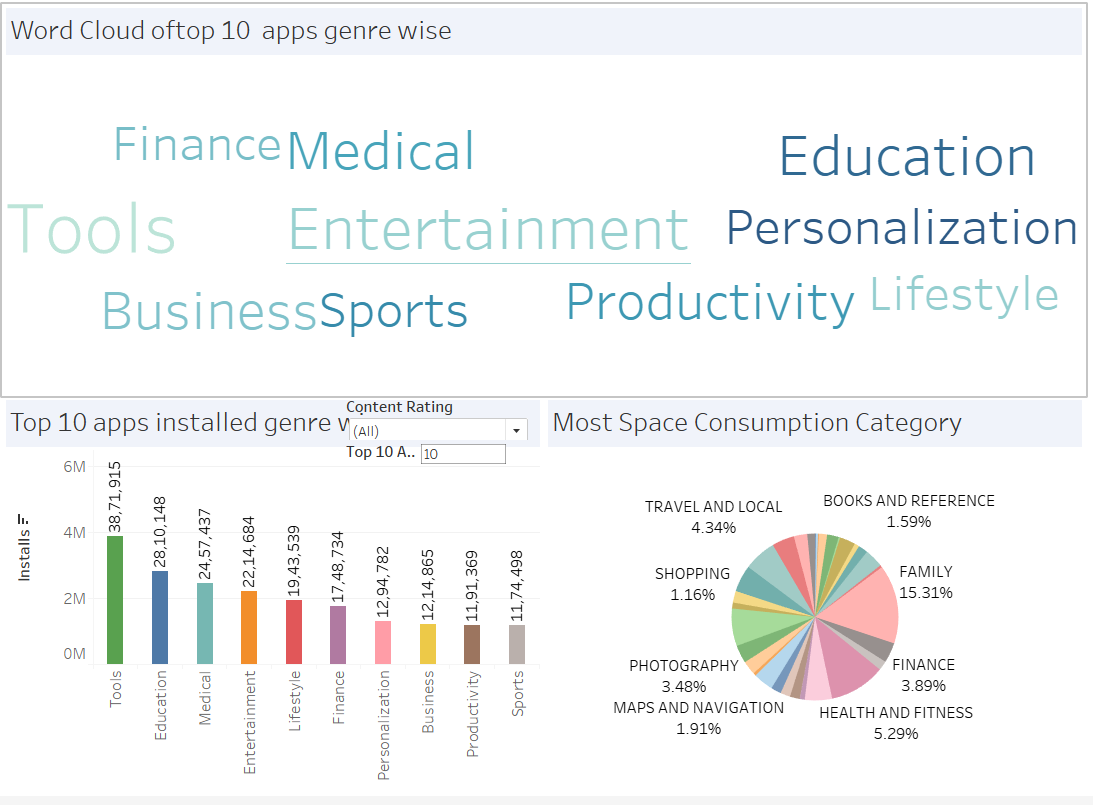 Word Cloud oftop 10  apps genre wise
Finance
Medical
Education
Tools
Entertainment
Personalization
Business
Sports
Productivity
Lifestyle
Top 10 apps installed genre w
Content Rating
(All)
Top 10 A..
10
Installs
6M
4M
2M
0M
38,71,915
28,10,148
24,57,437
22,14,684
19,43,539
17,48,734
12,94,782
12,14,865
11,91,369
11,74,498
Tools
Education
Medical
Entertainment
Lifestyle
Finance
Personalization
Business
Productivity
Sports
Most Space Consumption Category
TRAVEL AND LOCAL
4.34%
BOOKS AND REFERENCE
1.59%
SHOPPING
1.16%
FAMILY
15.31%
PHOTOGRAPHY
3.48%
FINANCE
3.89%
MAPS AND NAVIGATION
1.91%
HEALTH AND FITNESS
5.29%